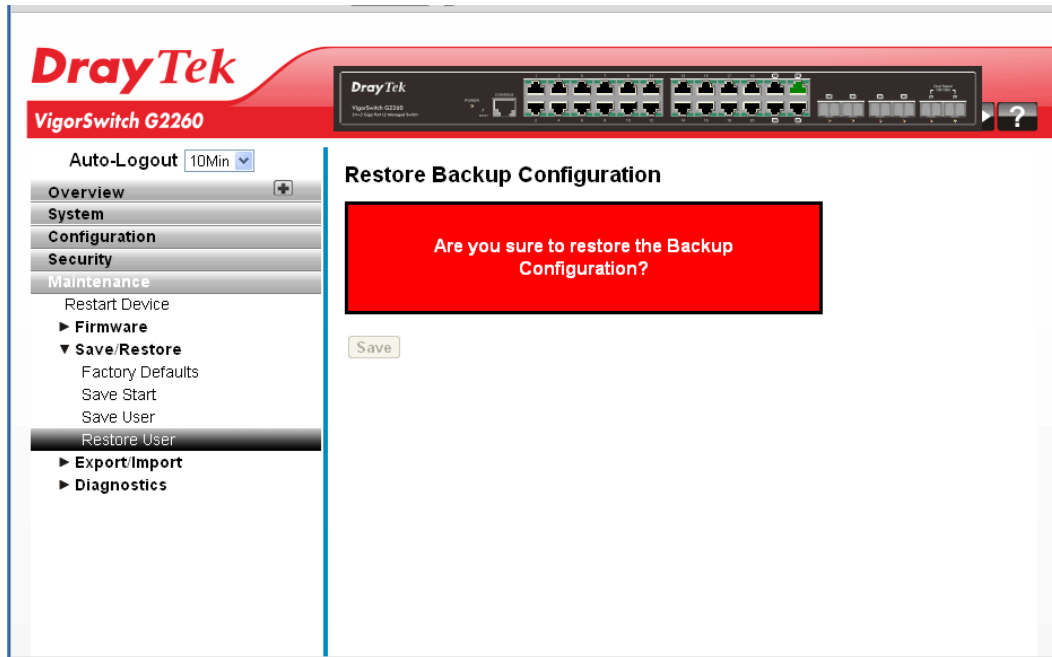 DrayTek
VigorSwitch G2260
DrayTek
VigorSwitch G2260
POWER
CONSOLE
?
Auto-Logout 10Min
Overview
System
Configuration
Security
Maintenance
Restart Device
▶ Firmware
▼ Save/Restore
Factory Defaults
Save Start
Save User
Restore User
▶ Export/Import
▶ Diagnostics
Restore Backup Configuration
Are you sure to restore the Backup
Configuration?
Save